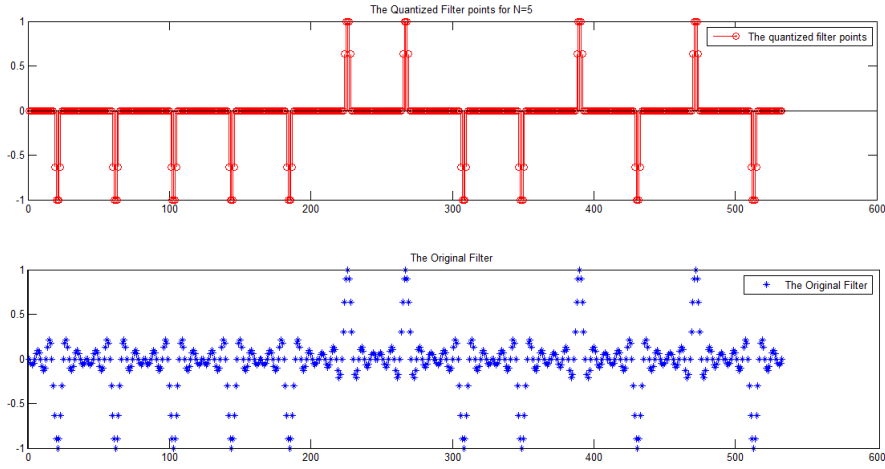 The Quantized Filter points for N=5
1
The quantized filter points
0.5
0
-0.5
-1
0 100 200 300 400 500 600
The Original Filter
1
The Original Filter
0.5
0
-0.5
-1
0 100 200 300 400 500 600